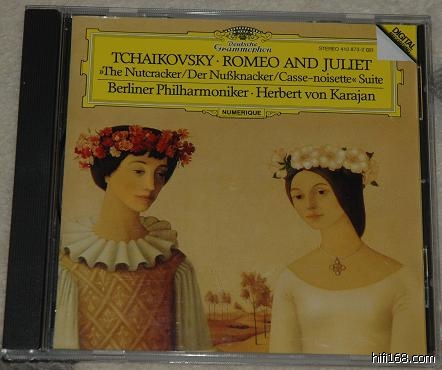 Deutsche
Grammophon
STEREO 410 873-2 GH
DIGITAL
TCHAIKOVSKY · ROMEO AND JULIET
»The Nutcracker/Der Nußknacker/Casse-noisette« Suite
Berliner Philharmoniker · Herbert von Karajan
NUMERIQUE
hifi168.com